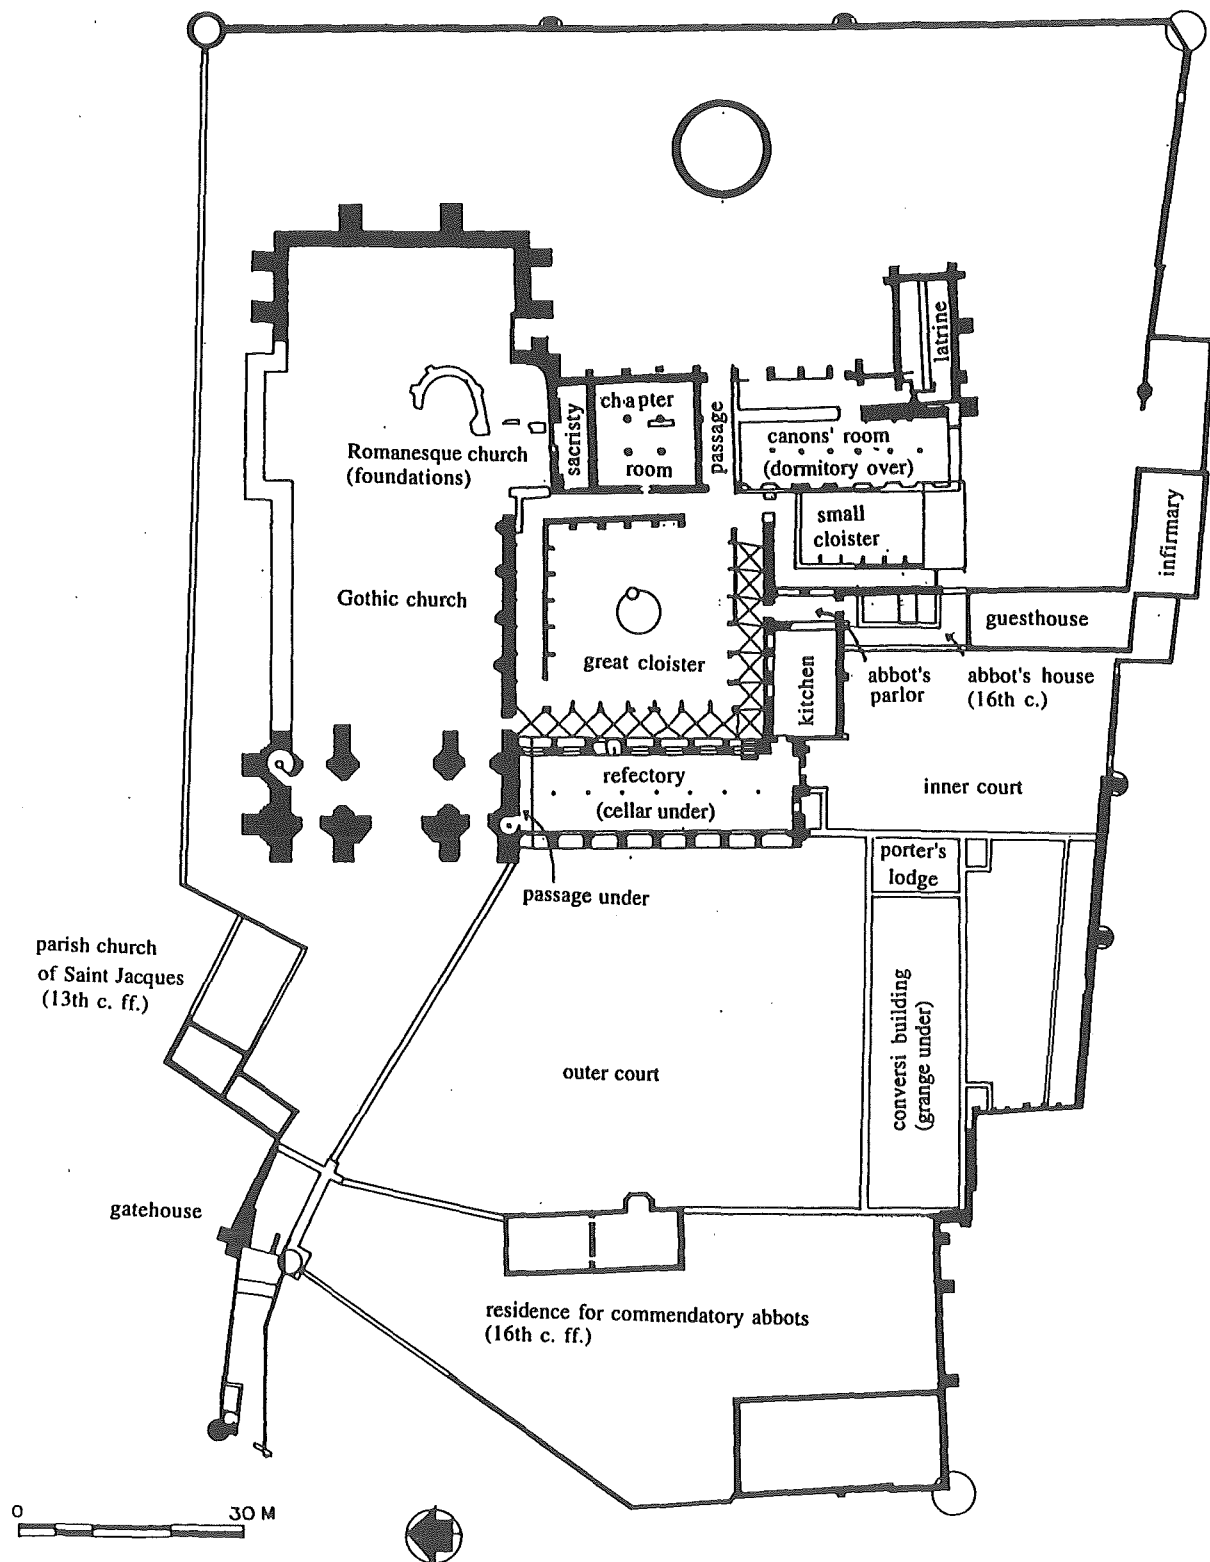 latrine
sacristy
chapter
room
passage
canons' room
(dormitory over)
Romanesque church
(foundations)
small
cloister
infirmary
Gothic church
great cloister
guesthouse
kitchen
abbot's
parlor
abbot's house
(16th c.)
refectory
(cellar under)
inner court
passage under
porter's
lodge
parish church
of Saint Jacques
(13th c. ff.)
outer court
conversi building
(grange under)
gatehouse
residence for commendatory abbots
(16th c. ff.)
0 30 M